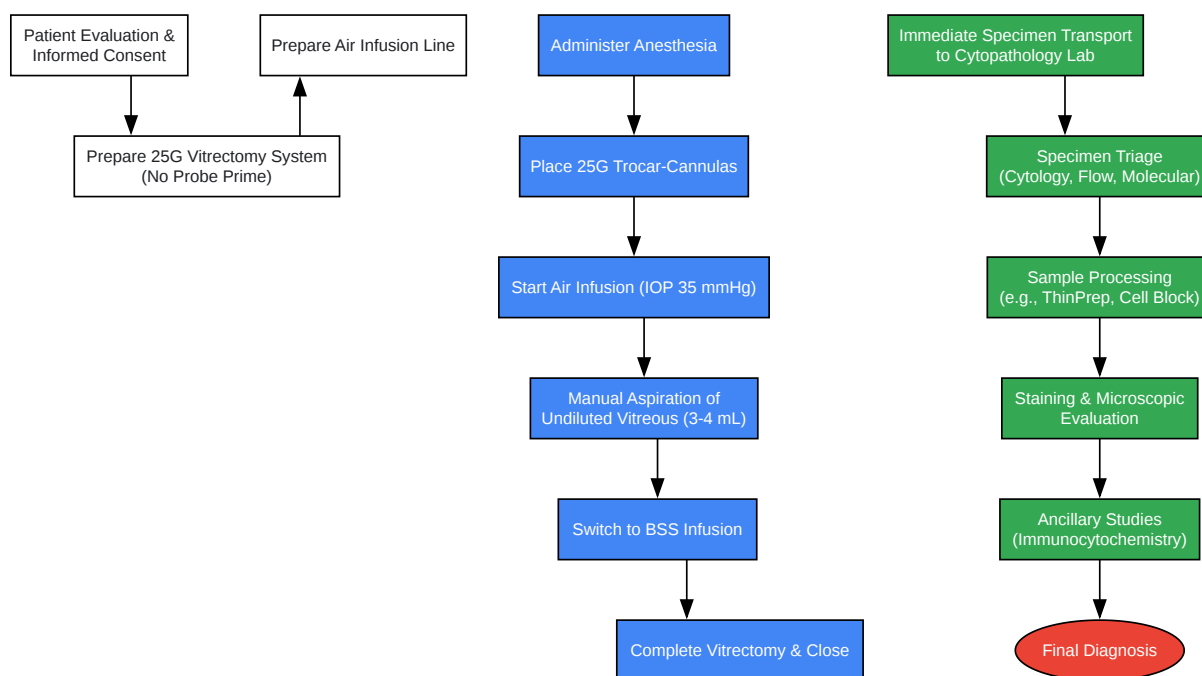 Patient Evaluation &
Informed Consent
Prepare 25G Vitrectomy System
(No Probe Prime)
Prepare Air Infusion Line
Administer Anesthesia
Place 25G Trocar-Cannulas
Start Air Infusion (IOP 35 mmHg)
Manual Aspiration of
Undiluted Vitreous (3-4 mL)
Switch to BSS Infusion
Complete Vitrectomy & Close
Immediate Specimen Transport
to Cytopathology Lab
Specimen Triage
(Cytology, Flow, Molecular)
Sample Processing
(e.g., ThinPrep, Cell Block)
Staining & Microscopic
Evaluation
Ancillary Studies
(Immunocytochemistry)
Final Diagnosis